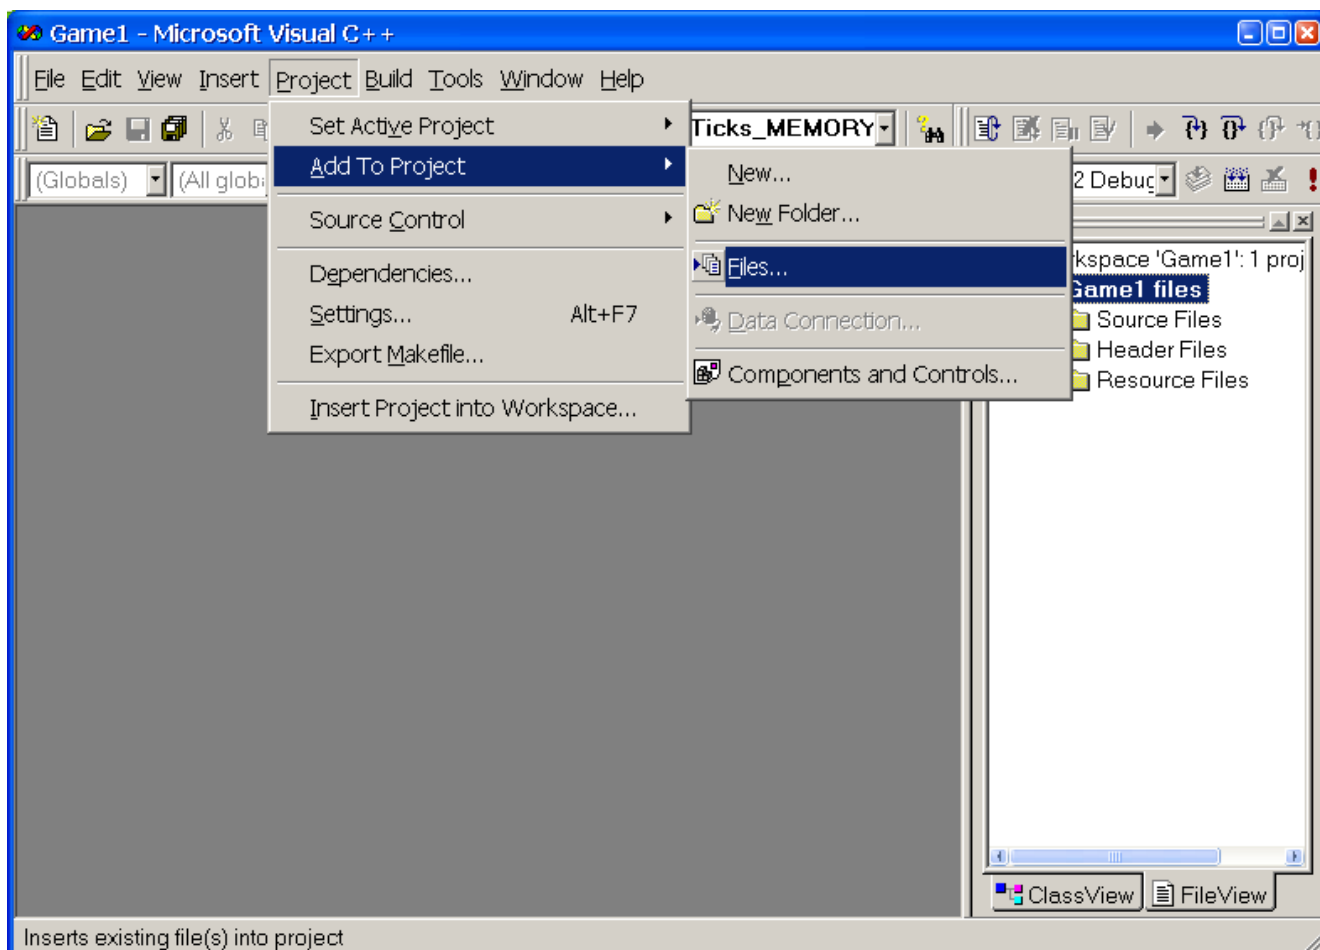 Game1 - Microsoft Visual C++
File Edit View Insert Project Build Tools Window Help
Ticks_MEMORY
(Globals) (All glob
2 Debug
Set Active Project
Add To Project
Source Control
Dependencies...
Settings... Alt+F7
Export Makefile...
Insert Project into Workspace...
New...
New Folder...
Files...
Data Connection...
Components and Controls...
kspace 'Game1': 1 proj
Game1 files
Source Files
Header Files
Resource Files
ClassView FileView
Inserts existing file(s) into project